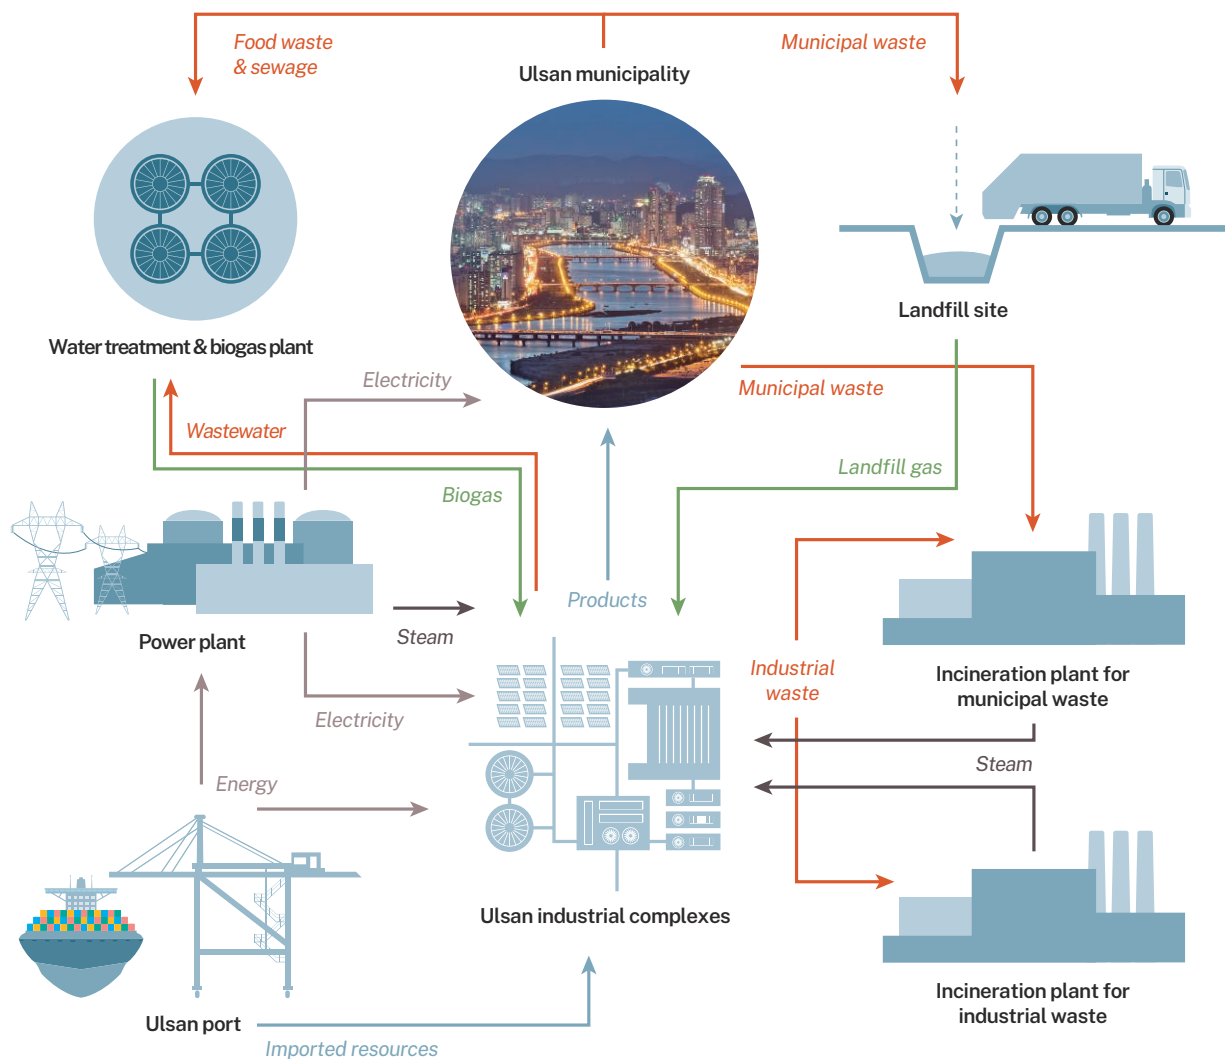 Food waste
& sewage
Municipal waste
Ulsan municipality
Landfill site
Water treatment & biogas plant
Electricity
Municipal waste
Wastewater
Landfill gas
Biogas
Products
Steam
Power plant
Industrial
waste
Incineration plant for
municipal waste
Electricity
Steam
Energy
Ulsan industrial complexes
Incineration plant for
industrial waste
Ulsan port
Imported resources